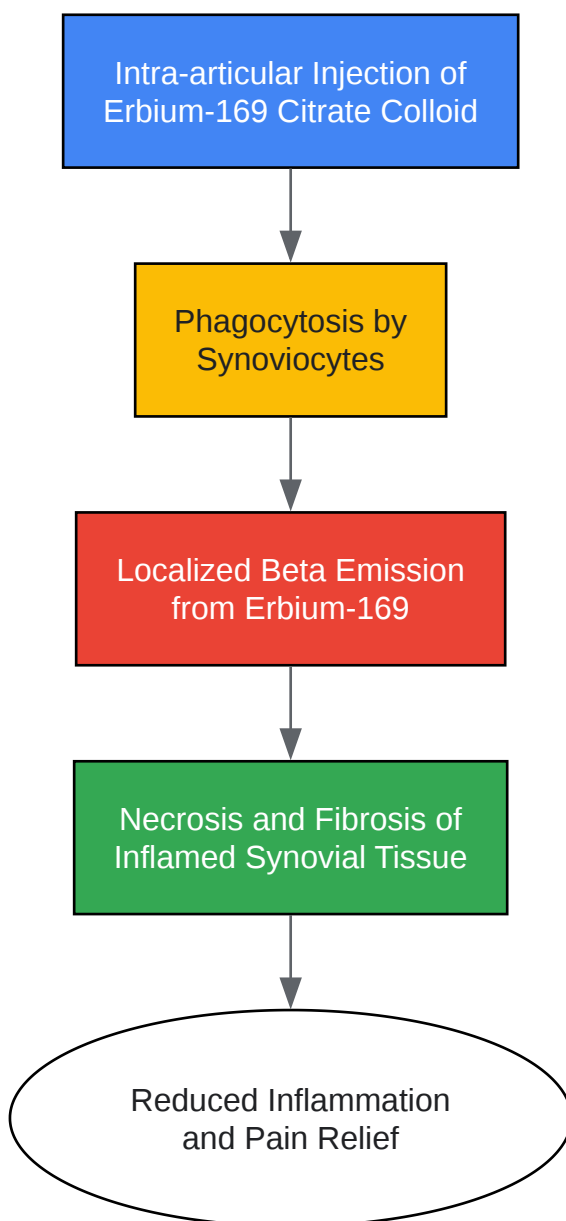 Intra-articular Injection of
Erbium-169 Citrate Colloid
Phagocytosis by
Synoviocytes
Localized Beta Emission
from Erbium-169
Necrosis and Fibrosis of
Inflamed Synovial Tissue
Reduced Inflammation
and Pain Relief